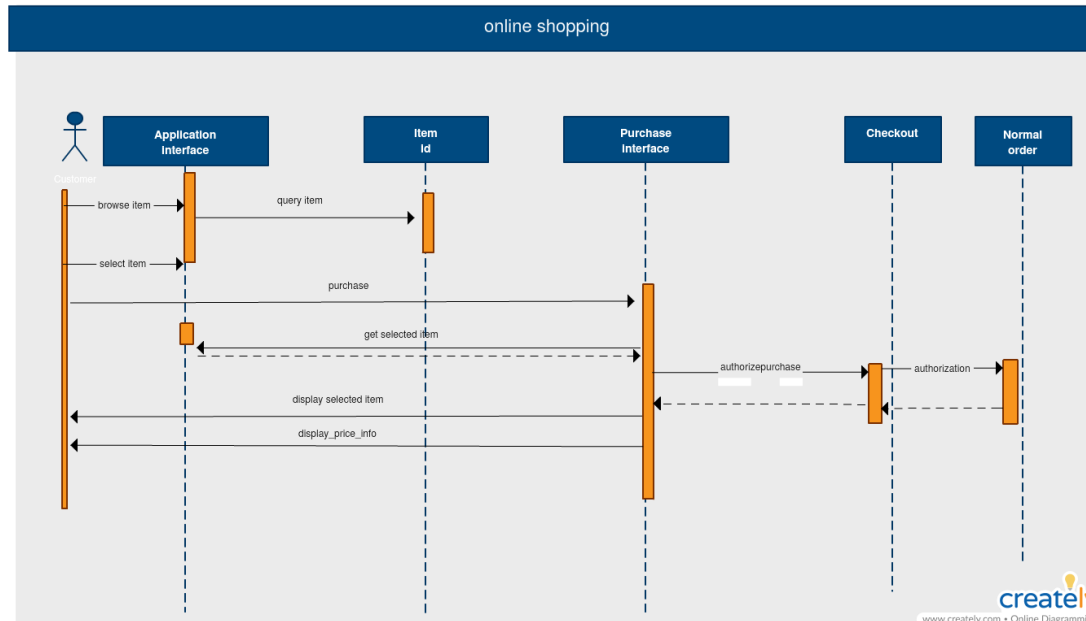 online shopping
Application
Interface
Item
Id
Purchase
interface
Checkout
Normal
order
Customer
browse item
query item
select item
purchase
get selected item
authorizepurchase
authorization
display selected item
display_price_info
creately
www.creately.com • Online Diagrammi